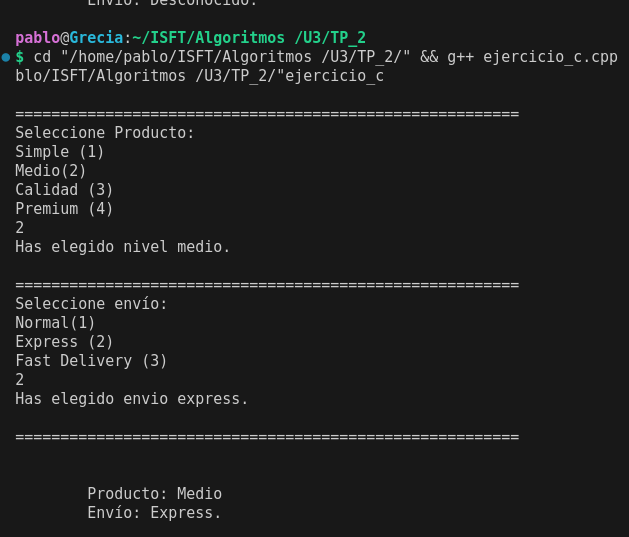 Envío: Desconocido.
pablo@Grecia:~/ISFT/Algoritmos /U3/TP_2
$ cd "/home/pablo/ISFT/Algoritmos /U3/TP_2/" && g++ ejercicio_c.cpp
blo/ISFT/Algoritmos /U3/TP_2/"ejercicio_c
========================================================
Seleccione Producto:
Simple (1)
Medio(2)
Calidad (3)
Premium (4)
2
Has elegido nivel medio.
========================================================
Seleccione envío:
Normal(1)
Express (2)
Fast Delivery (3)
2
Has elegido envio express.
========================================================
Producto: Medio
Envío: Express.